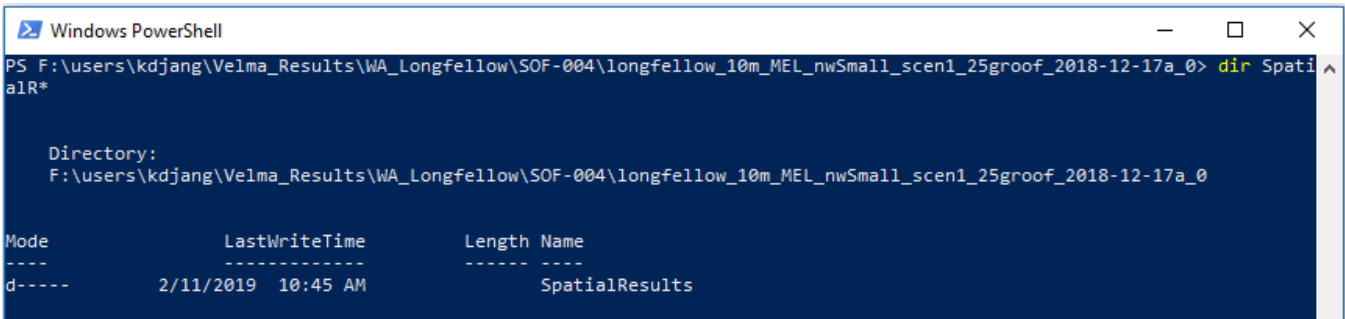 Windows PowerShell
PS F:\users\kdjang\Velma_Results\WA_Longfellow\SOF-004\longfellow_10m_MEL_nwSmall_scen1_25groof_2018-12-17a_0> dir Spati
alR*
Directory:
F:\users\kdjang\Velma_Results\WA_Longfellow\SOF-004\longfellow_10m_MEL_nwSmall_scen1_25groof_2018-12-17a_0
Mode LastWriteTime Length Name
---- ------------- ------ ----
d----- 2/11/2019 10:45 AM SpatialResults